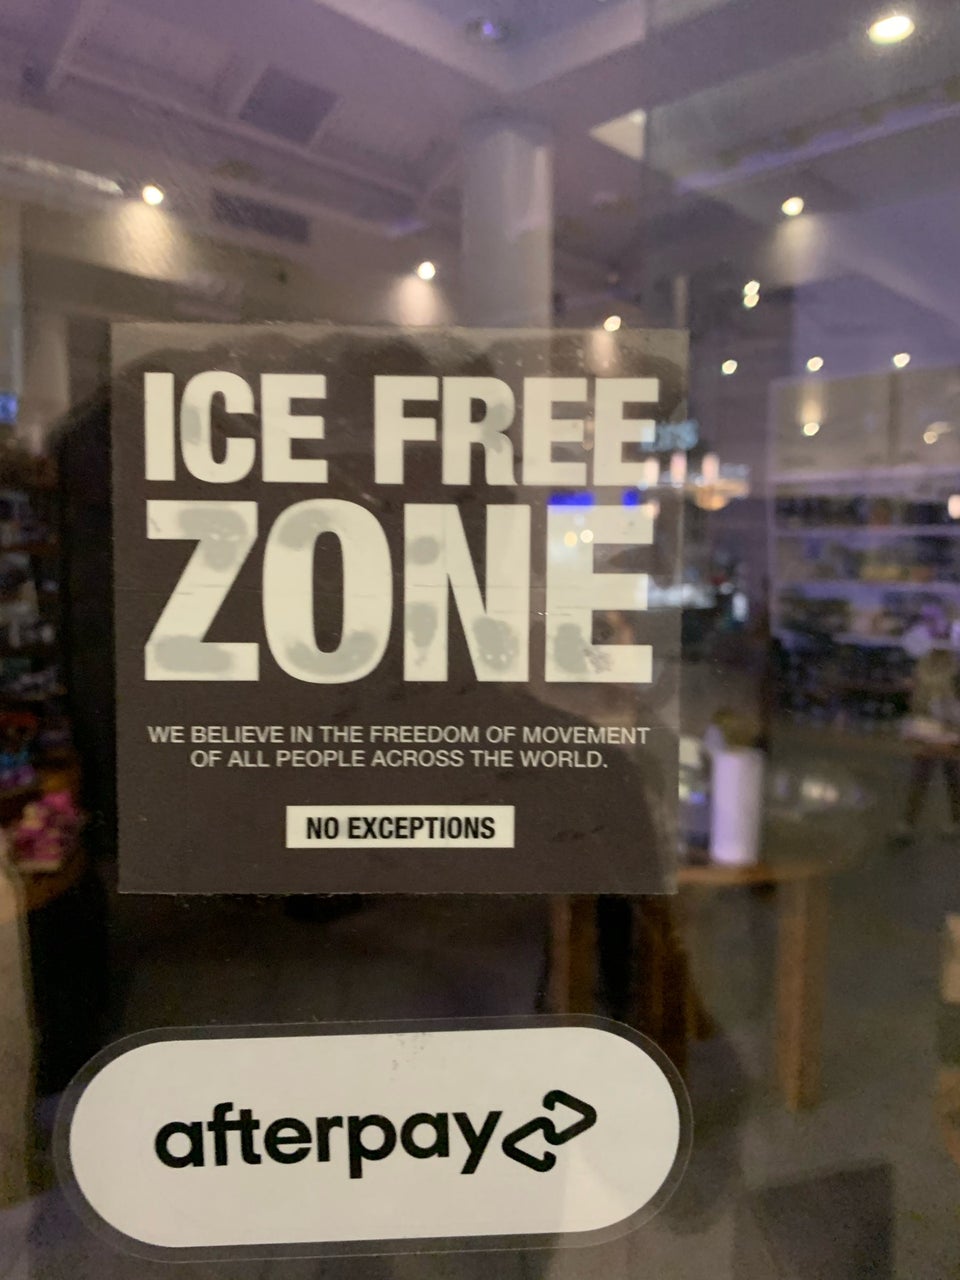 ICE FREE
ZONE
WE BELIEVE IN THE FREEDOM OF MOVEMENT
OF ALL PEOPLE ACROSS THE WORLD.
NO EXCEPTIONS
afterpay